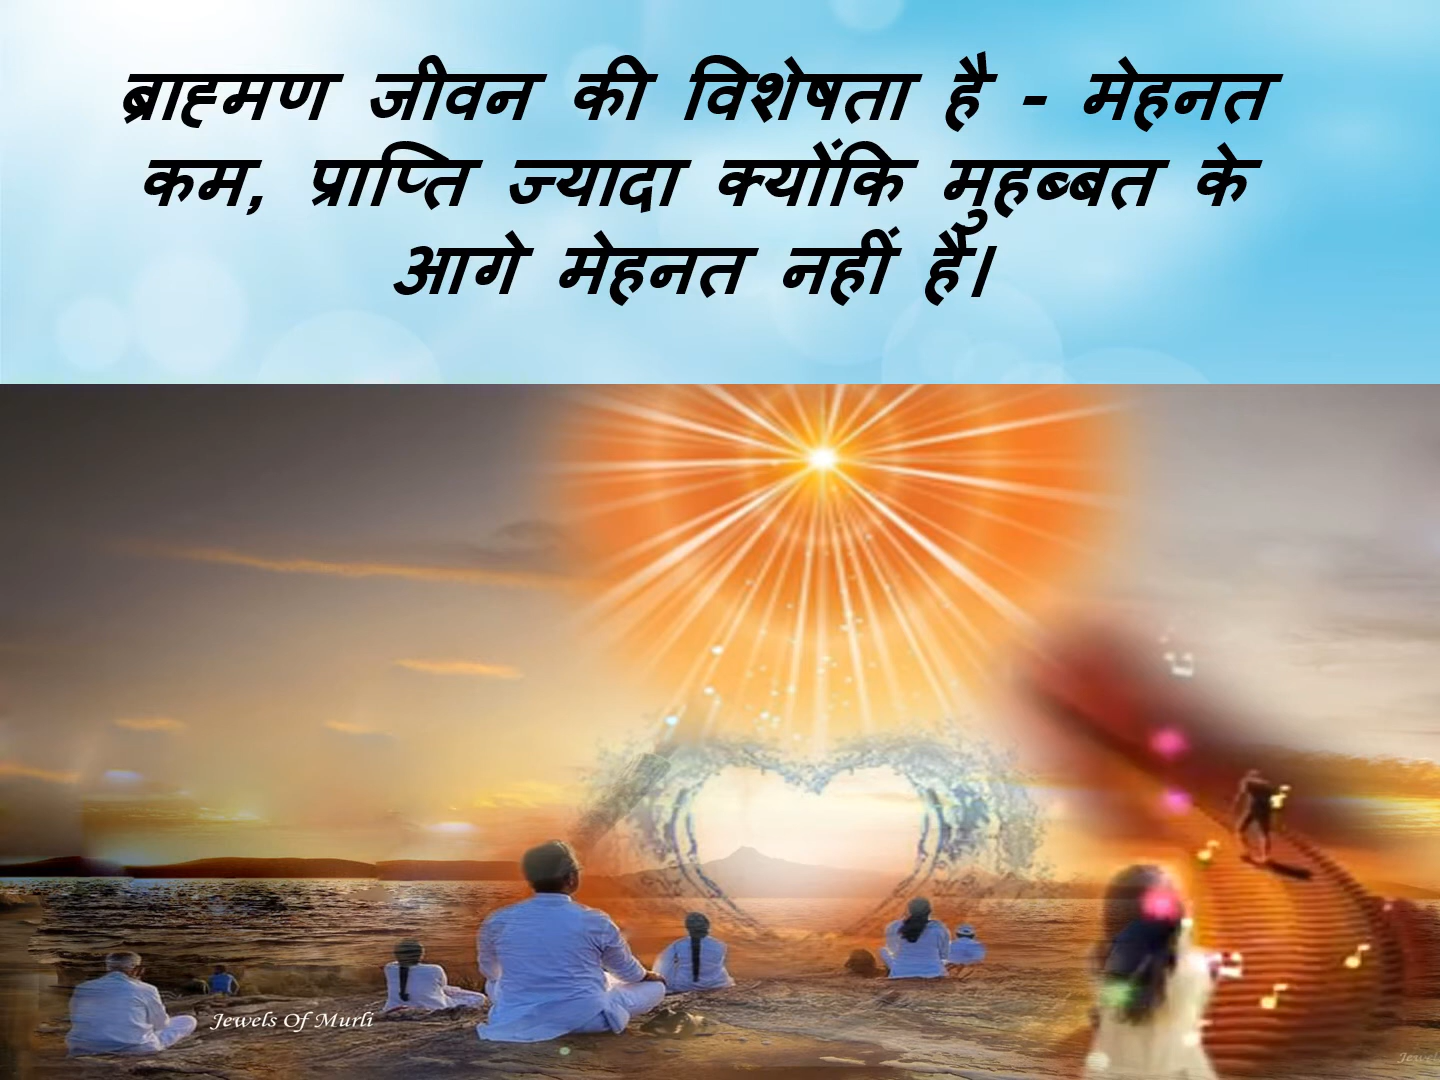 ब्राह्मण जीवन की विशेषता है - मेहनत
कम, प्राप्ति ज्यादा क्योंकि मुहब्बत के
आगे मेहनत नहीं है।
Jewels Of Murli